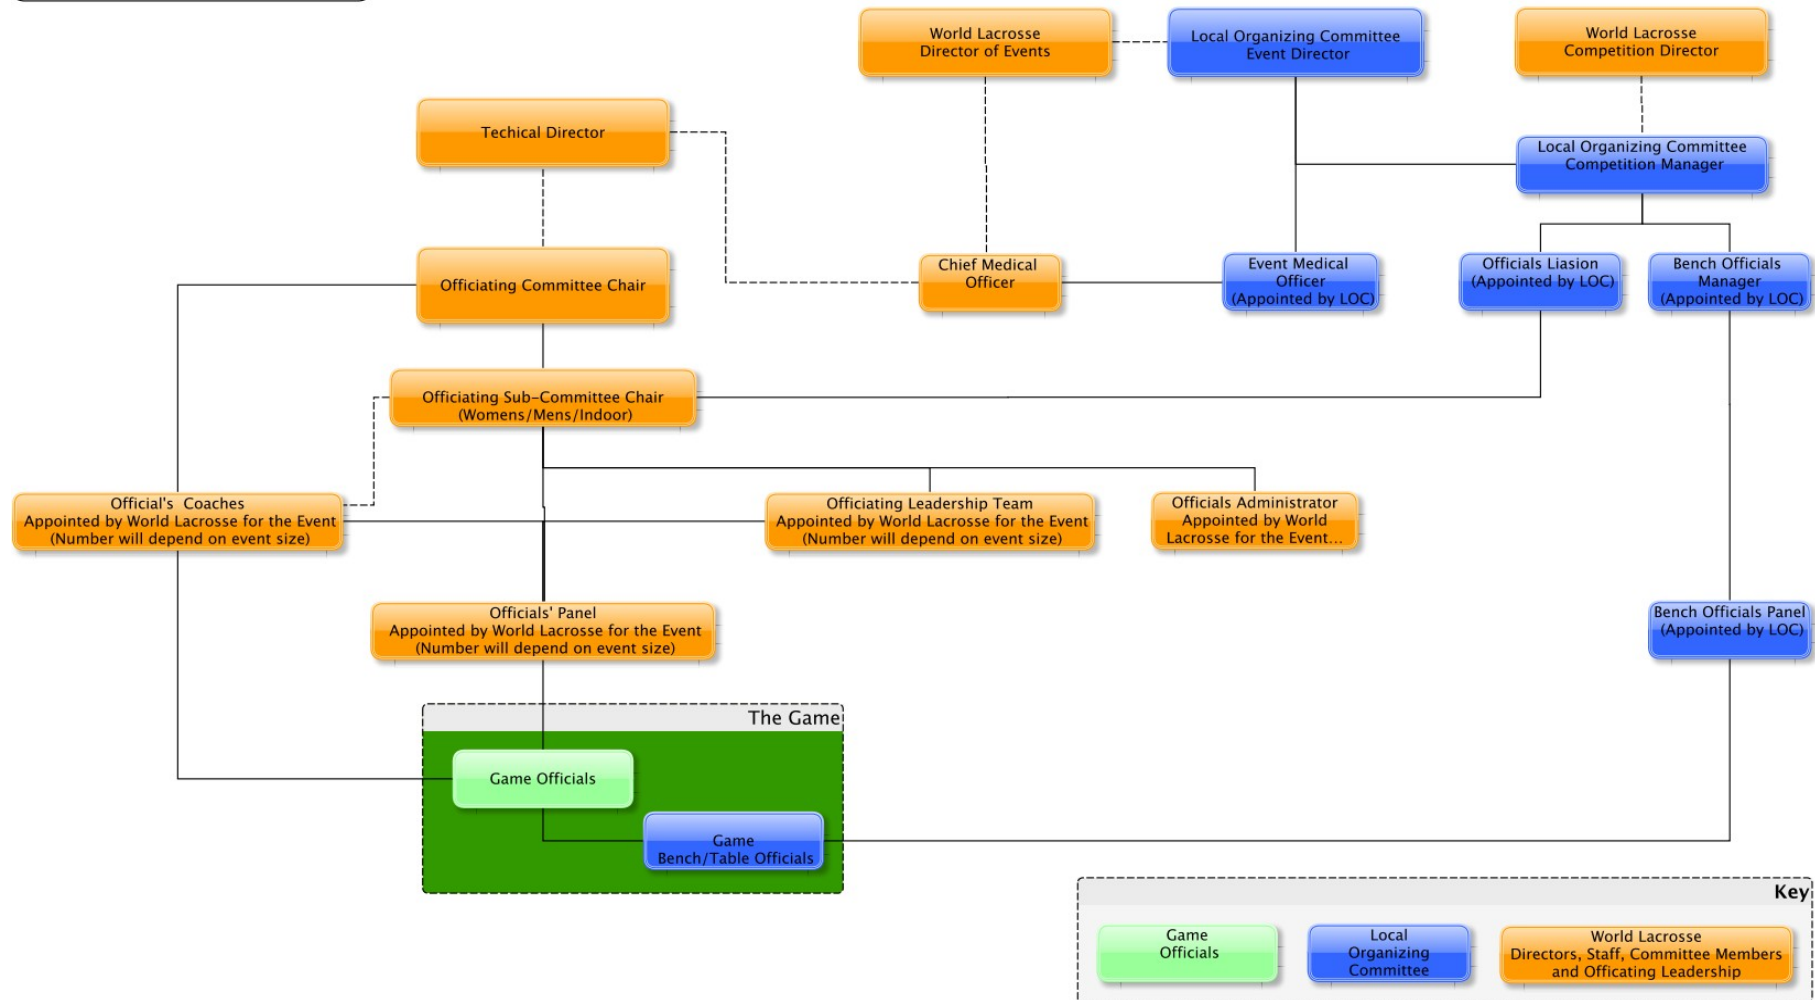 World Lacrosse
Director of Events
Local Organizing Committee
Event Director
World Lacrosse
Competition Director
Techical Director
Local Organizing Committee
Competition Manager
Officiating Committee Chair
Chief Medical
Officer
Event Medical
Officer
(Appointed by LOC)
Officials Liasion
(Appointed by LOC)
Bench Officials
Manager
(Appointed by LOC)
Officiating Sub-Committee Chair
(Womens/Mens/Indoor)
Official's  Coaches
Appointed by World Lacrosse for the Event
(Number will depend on event size)
Officiating Leadership Team
Appointed by World Lacrosse for the Event
(Number will depend on event size)
Officials Administrator
Appointed by World
Lacrosse for the Event...
Officials' Panel
Appointed by World Lacrosse for the Event
(Number will depend on event size)
Bench Officials Panel
(Appointed by LOC)
The Game
Game Officials
Game
Bench/Table Officials
Key
Game
Officials
Local
Organizing
Committee
World Lacrosse
Directors, Staff, Committee Members
and Officating Leadership